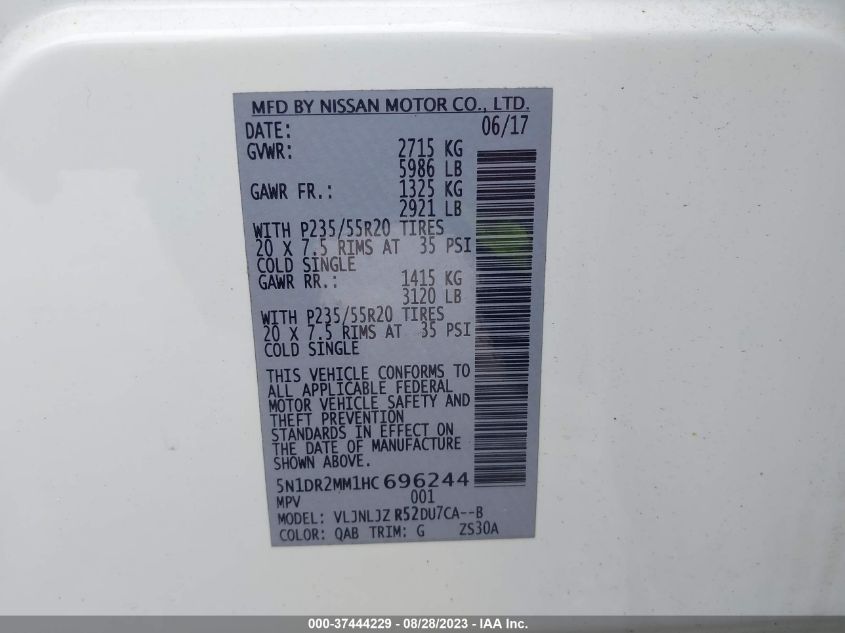 MFD BY NISSAN MOTOR CO., LTD.
DATE: 06/17
GVWR: 2715 KG
5986 LB
GAWR FR.: 1325 KG
2921 LB
WITH P235/55R20 TIRES
20 X 7.5 RIMS AT 35 PSI
COLD SINGLE
GAWR RR.: 1415 KG
3120 LB
WITH P235/55R20 TIRES
20 X 7.5 RIMS AT 35 PSI
COLD SINGLE
THIS VEHICLE CONFORMS TO
ALL APPLICABLE FEDERAL
MOTOR VEHICLE SAFETY AND
THEFT PREVENTION
STANDARDS IN EFFECT ON
THE DATE OF MANUFACTURE
SHOWN ABOVE.
5N1DR2MM1HC 696244
MPV 001
MODEL: VLJNLJZ R52DU7CA--B
COLOR: QAB TRIM: G ZS30A
000-37444229 - 08/28/2023 - IAA Inc.